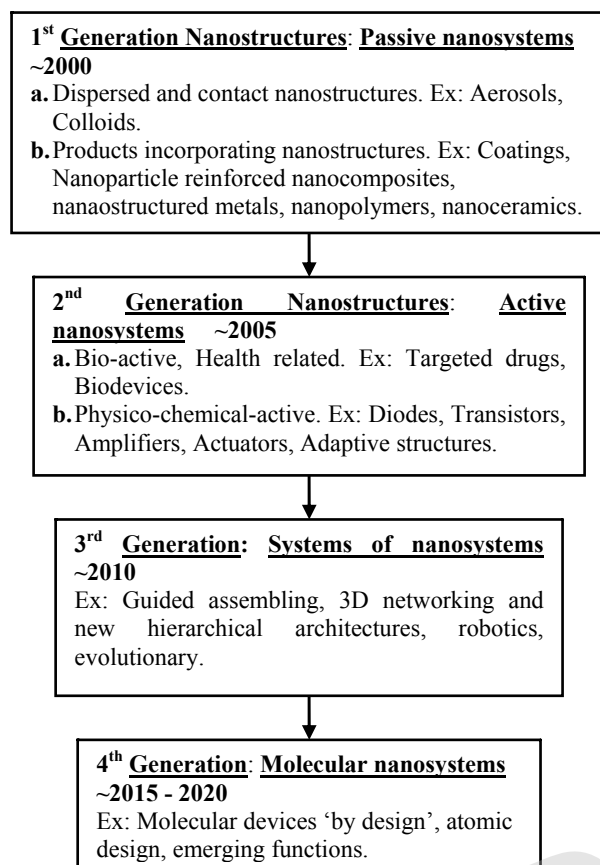 1st Generation Nanostructures: Passive nanosystems
~2000
a. Dispersed and contact nanostructures. Ex: Aerosols,
Colloids.
b. Products incorporating nanostructures. Ex: Coatings,
Nanoparticle reinforced nanocomposites,
nanaostructured metals, nanopolymers, nanoceramics.
2nd Generation Nanostructures: Active
nanosystems ~2005
a. Bio-active, Health related. Ex: Targeted drugs,
Biodevices.
b. Physico-chemical-active. Ex: Diodes, Transistors,
Amplifiers, Actuators, Adaptive structures.
3rd Generation: Systems of nanosystems
~2010
Ex: Guided assembling, 3D networking and
new hierarchical architectures, robotics,
evolutionary.
4th Generation: Molecular nanosystems
~2015 - 2020
Ex: Molecular devices ‘by design’, atomic
design, emerging functions.